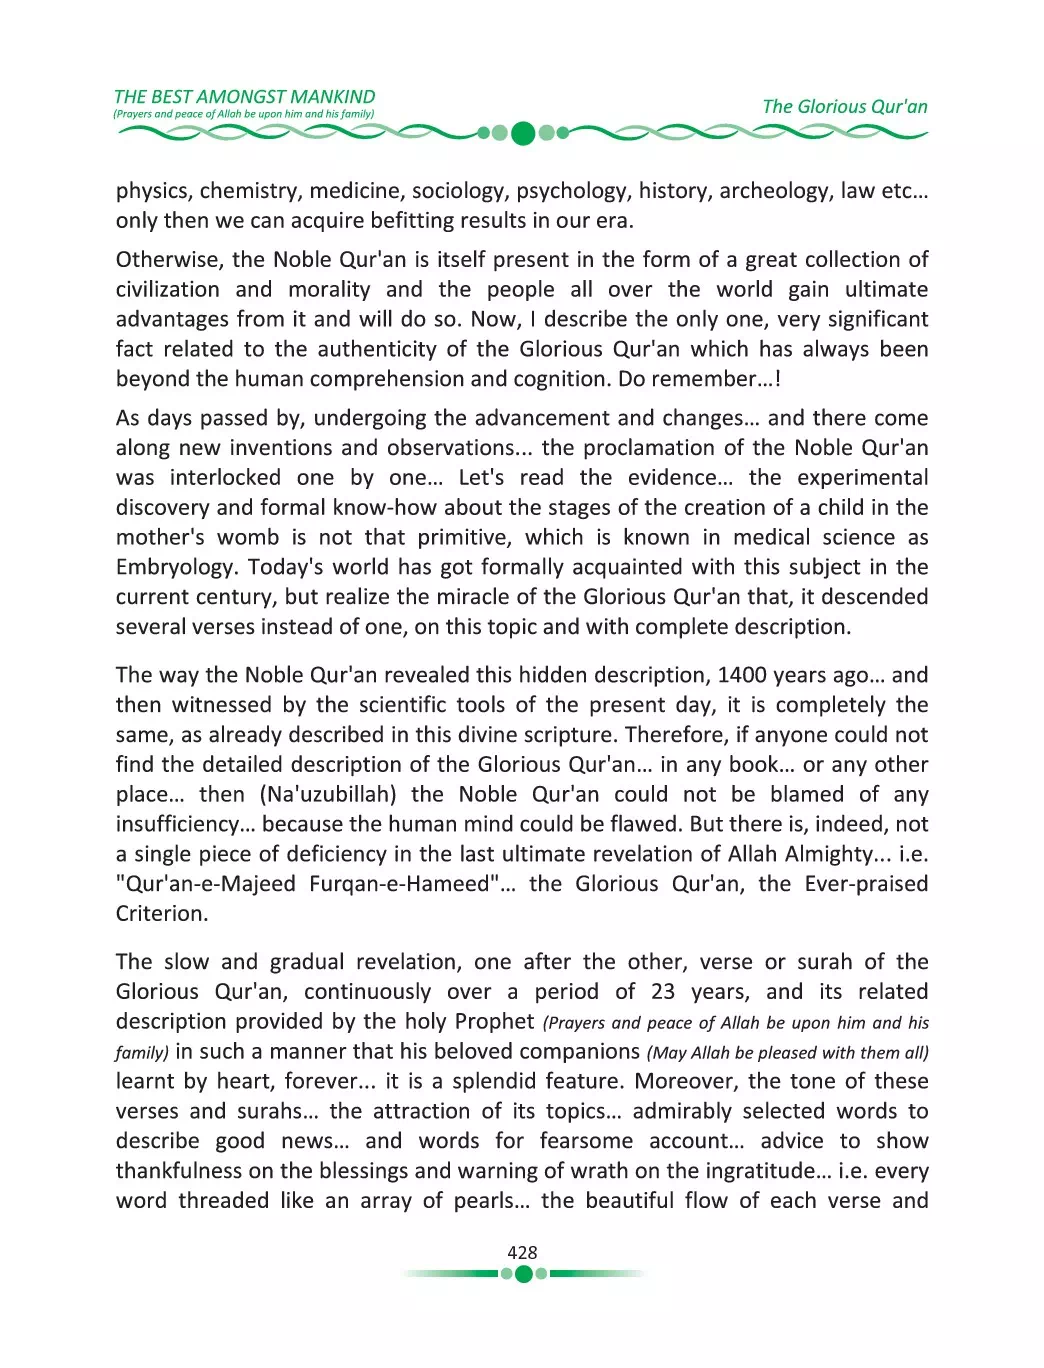 THE BEST AMONGST MANKIND
(Prayers and peace of Allah be upon him and his family)
The Glorious Qur'an
physics, chemistry, medicine, sociology, psychology, history, archeology, law etc…
only then we can acquire befitting results in our era.
Otherwise, the Noble Qur'an is itself present in the form of a great collection of
civilization and morality and the people all over the world gain ultimate
advantages from it and will do so. Now, I describe the only one, very significant
fact related to the authenticity of the Glorious Qur'an which has always been
beyond the human comprehension and cognition. Do remember…!
As days passed by, undergoing the advancement and changes… and there come
along new inventions and observations... the proclamation of the Noble Qur'an
was interlocked one by one… Let's read the evidence… the experimental
discovery and formal know-how about the stages of the creation of a child in the
mother's womb is not that primitive, which is known in medical science as
Embryology. Today's world has got formally acquainted with this subject in the
current century, but realize the miracle of the Glorious Qur'an that, it descended
several verses instead of one, on this topic and with complete description.
The way the Noble Qur'an revealed this hidden description, 1400 years ago… and
then witnessed by the scientific tools of the present day, it is completely the
same, as already described in this divine scripture. Therefore, if anyone could not
find the detailed description of the Glorious Qur'an… in any book… or any other
place… then (Na'uzubillah) the Noble Qur'an could not be blamed of any
insufficiency… because the human mind could be flawed. But there is, indeed, not
a single piece of deficiency in the last ultimate revelation of Allah Almighty... i.e.
"Qur'an-e-Majeed Furqan-e-Hameed"… the Glorious Qur'an, the Ever-praised
Criterion.
The slow and gradual revelation, one after the other, verse or surah of the
Glorious Qur'an, continuously over a period of 23 years, and its related
description provided by the holy Prophet (Prayers and peace of Allah be upon him and his
family) in such a manner that his beloved companions (May Allah be pleased with them all)
learnt by heart, forever... it is a splendid feature. Moreover, the tone of these
verses and surahs… the attraction of its topics… admirably selected words to
describe good news… and words for fearsome account… advice to show
thankfulness on the blessings and warning of wrath on the ingratitude… i.e. every
word threaded like an array of pearls… the beautiful flow of each verse and
428